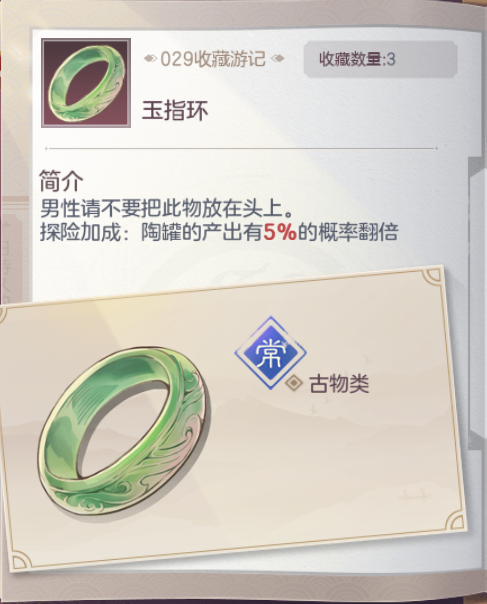 029收藏游记
收藏数量:3
玉指环
简介
男性请不要把此物放在头上。
探险加成：陶罐的产出有5%的概率翻倍
常
古物类